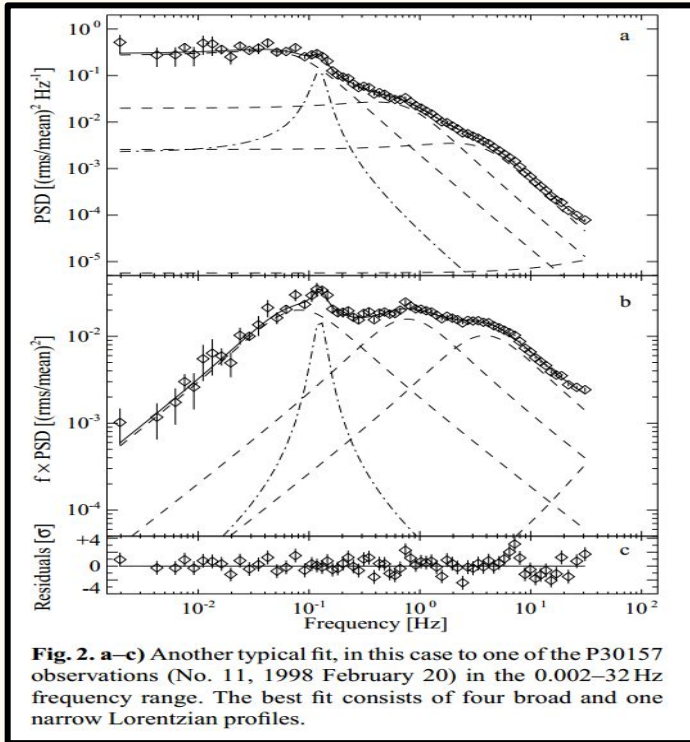 10⁰
a
10⁻¹
10⁻²
10⁻³
10⁻⁴
10⁻⁵
PSD [(rms/mean)² Hz⁻¹]
b
10⁻²
10⁻³
10⁻⁴
f × PSD [(rms/mean)²]
+4
c
0
-4
Residuals [σ]
10⁻² 10⁻¹ 10⁰ 10¹ 10²
Frequency [Hz]
Fig. 2. a–c) Another typical fit, in this case to one of the P30157
observations (No. 11, 1998 February 20) in the 0.002–32 Hz
frequency range. The best fit consists of four broad and one
narrow Lorentzian profiles.